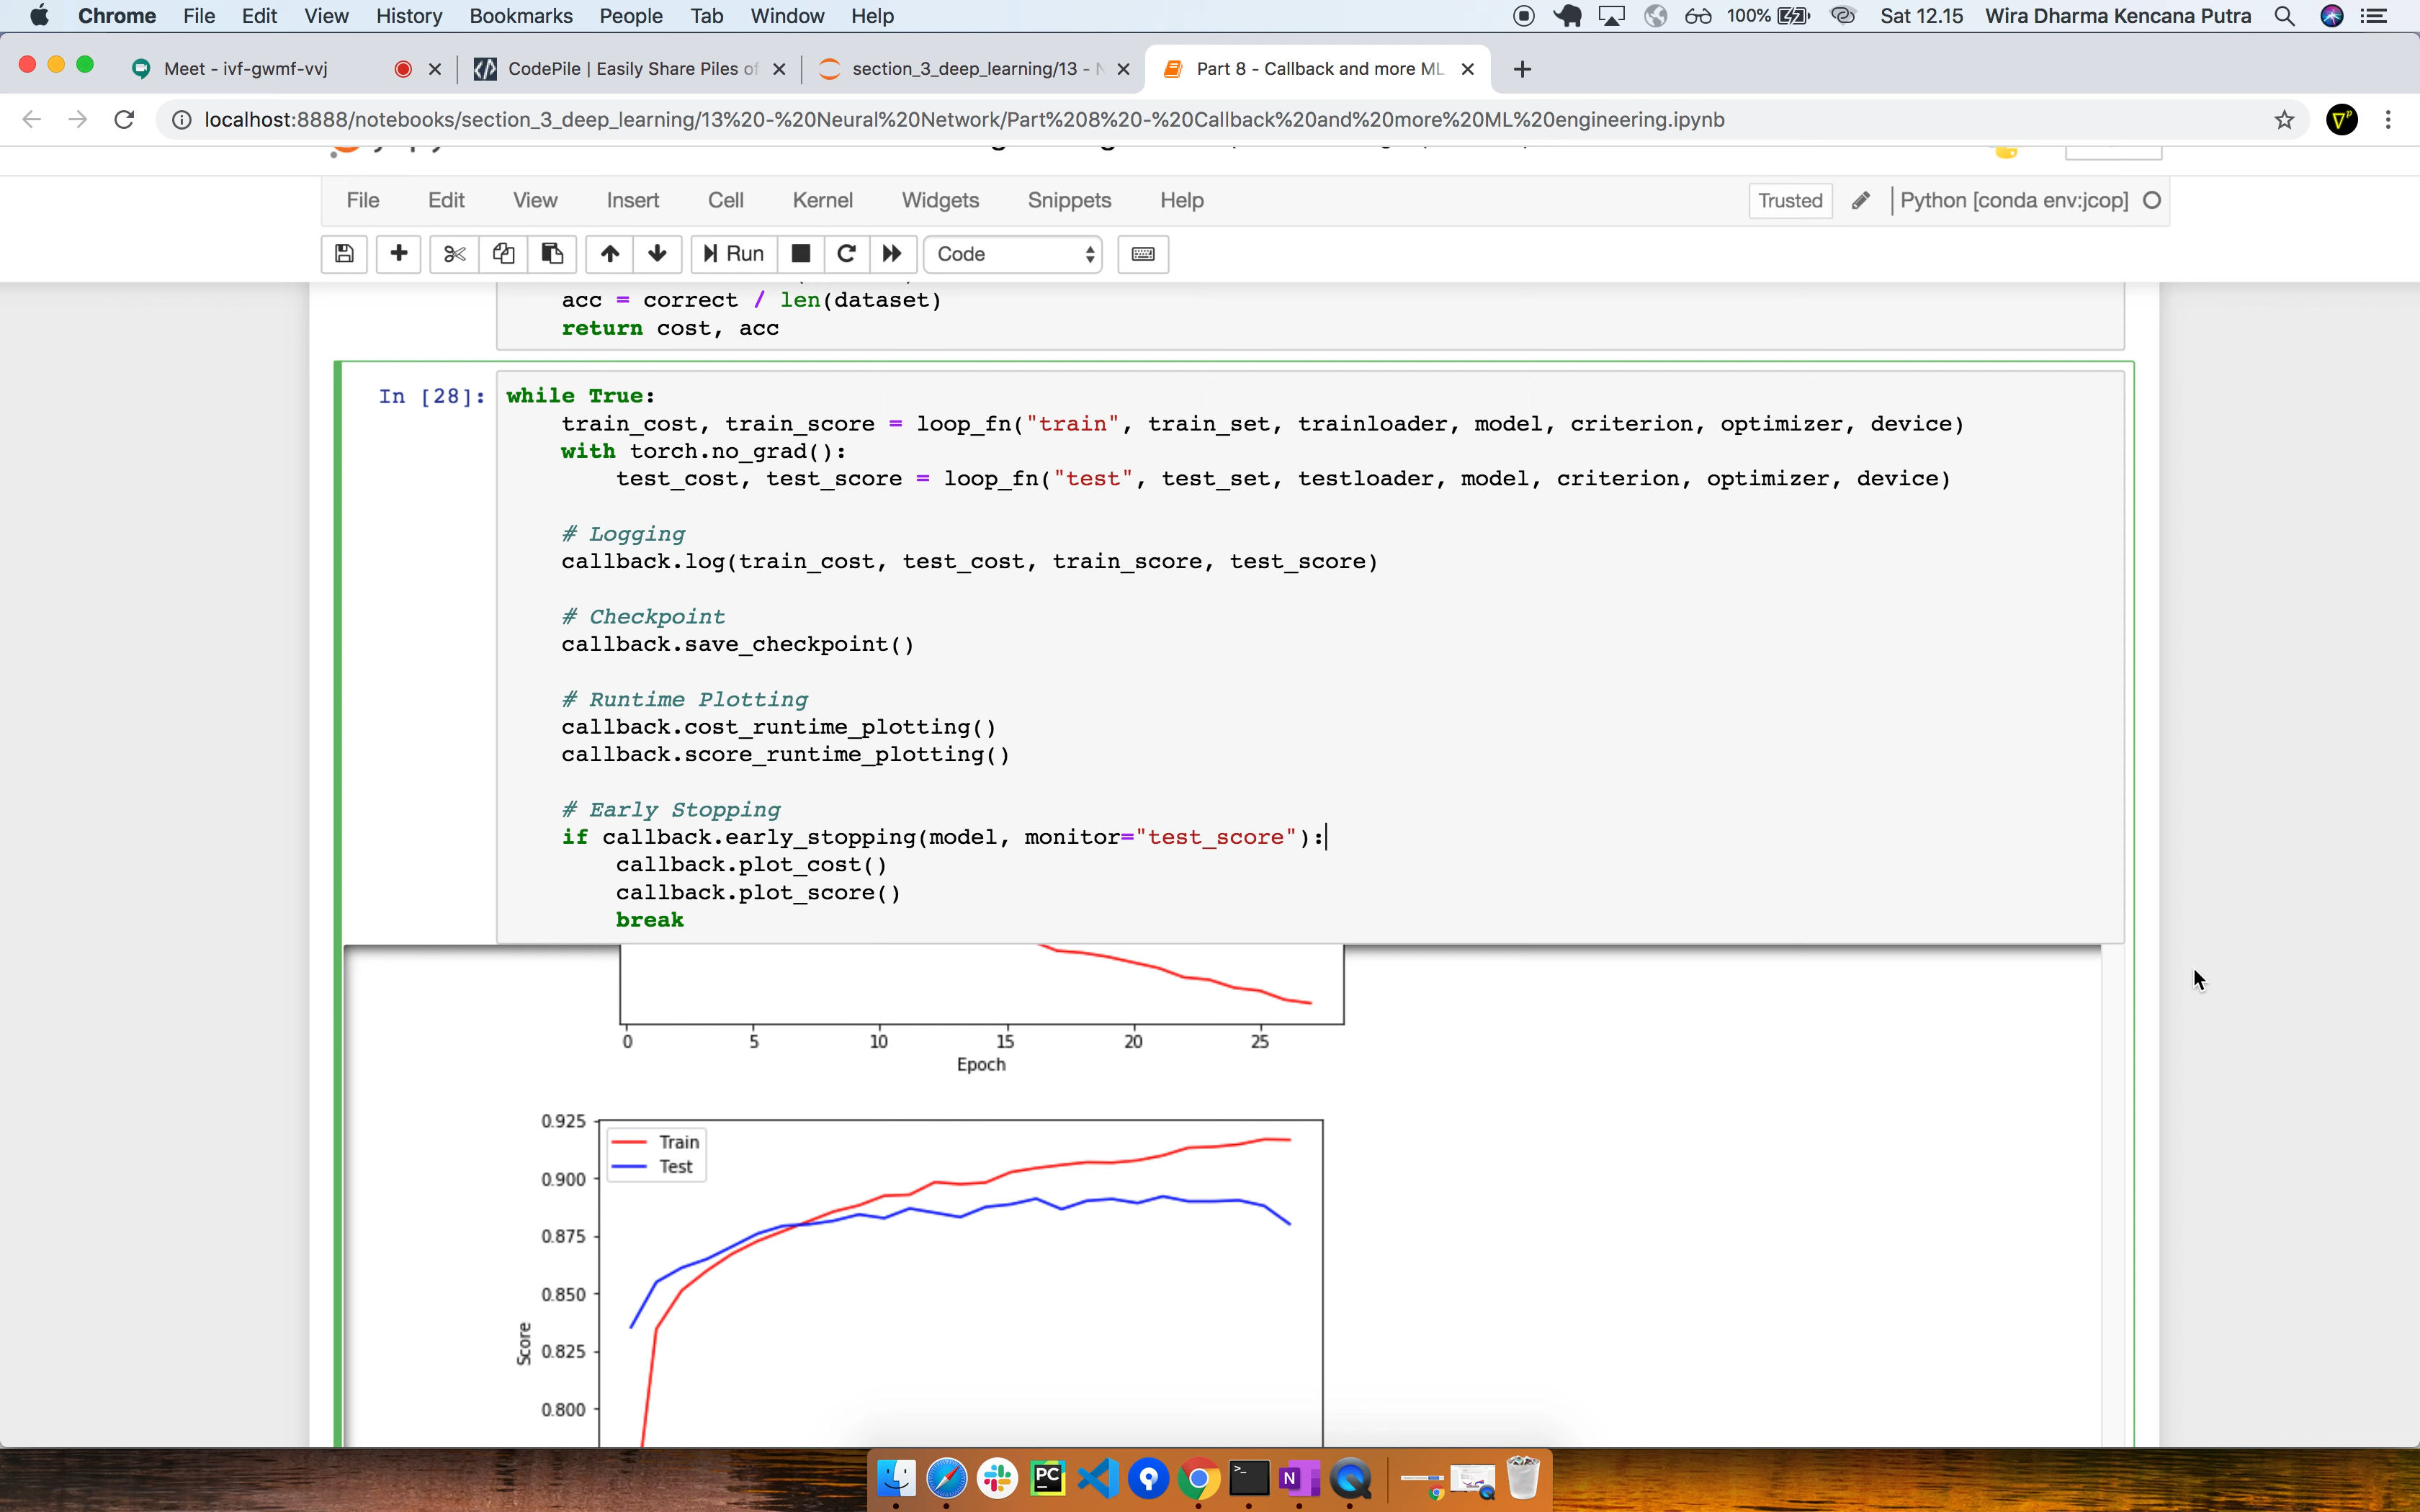 Chrome File Edit View History Bookmarks People Tab Window Help 100% Sat 12.15 Wira Dharma Kencana Putra
Meet - ivf-gwmf-vvj CodePile | Easily Share Piles of section_3_deep_learning/13 - Part 8 - Callback and more ML
localhost:8888/notebooks/section_3_deep_learning/13%20-%20Neural%20Network/Part%208%20-%20Callback%20and%20more%20ML%20engineering.ipynb
File Edit View Insert Cell Kernel Widgets Snippets Help Trusted Python [conda env:jcop]
Run Code
acc = correct / len(dataset)
return cost, acc
In [28]: while True:
train_cost, train_score = loop_fn("train", train_set, trainloader, model, criterion, optimizer, device)
with torch.no_grad():
test_cost, test_score = loop_fn("test", test_set, testloader, model, criterion, optimizer, device)
# Logging
callback.log(train_cost, test_cost, train_score, test_score)
# Checkpoint
callback.save_checkpoint()
# Runtime Plotting
callback.cost_runtime_plotting()
callback.score_runtime_plotting()
# Early Stopping
if callback.early_stopping(model, monitor="test_score"):
callback.plot_cost()
callback.plot_score()
break
0 5 10 15 20 25
Epoch
0.925
Train
Test
0.900
0.875
0.850
0.825
Score
0.800
PC
N